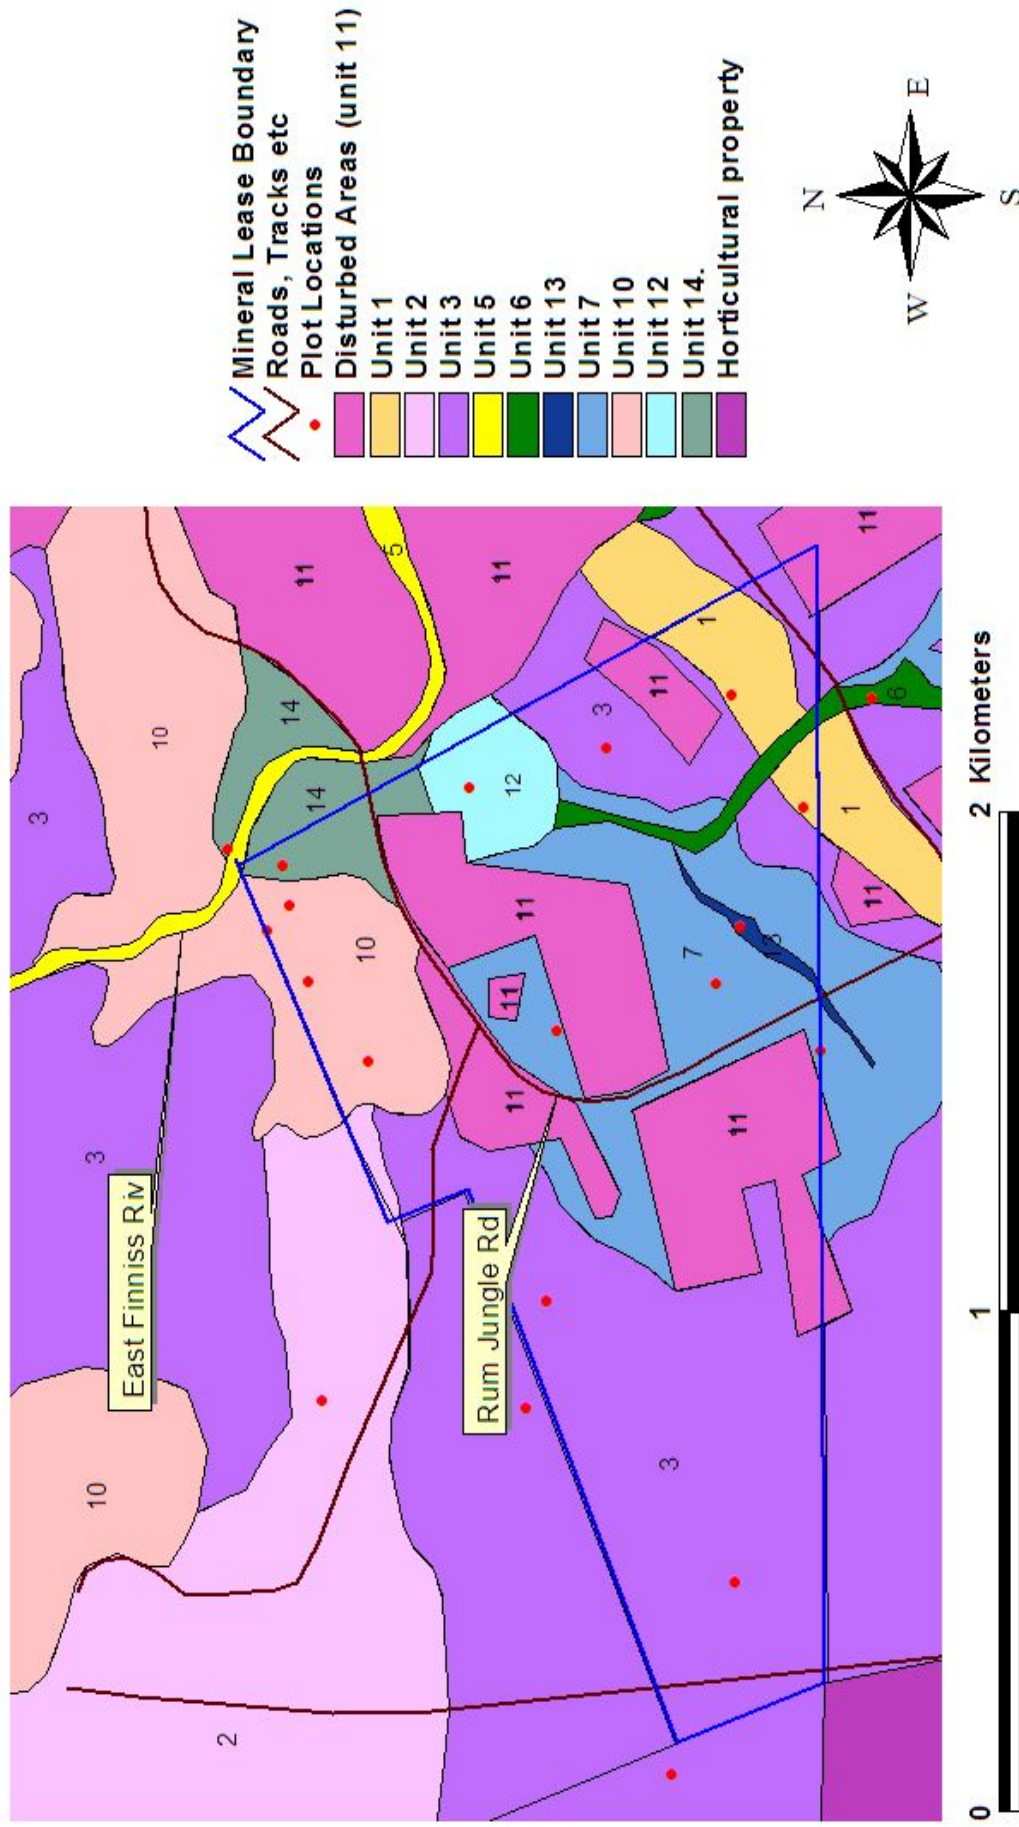 3
10
3
East Finniss Riv
10
2
14
11
14
10
5
Rum Jungle Rd
11
12
11
11
11
3
11
3
7
1
11
1
11
11
6
Mineral Lease Boundary
Roads, Tracks etc
Plot Locations
Disturbed Areas (unit 11)
Unit 1
Unit 2
Unit 3
Unit 5
Unit 6
Unit 13
Unit 7
Unit 10
Unit 12
Unit 14.
Horticultural property
N
W E
S
0 1 2 Kilometers